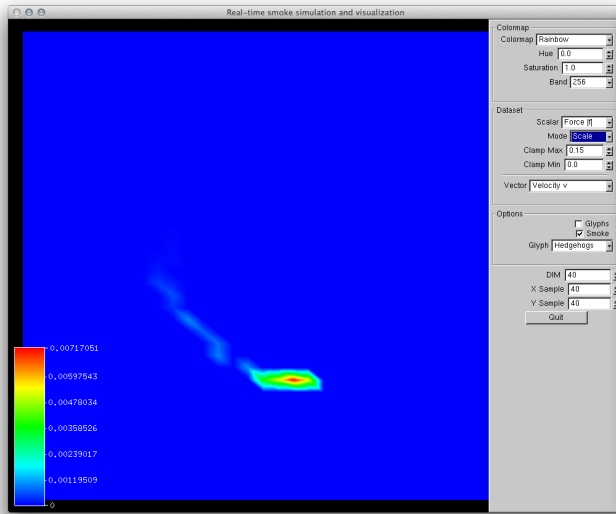 Real-time smoke simulation and visualization
Colormap
Colormap Rainbow
Hue 0.0
Saturation 1.0
Band 256
Dataset
Scalar Force |f|
Mode Scale
Clamp Max 0.15
Clamp Min 0.0
Vector Velocity v
Options
Glyphs
Smoke
Glyph Hedgehogs
DIM 40
X Sample 40
Y Sample 40
Quit
0.00717051
0.00597543
0.00478034
0.00358526
0.00239017
0.00119509
0